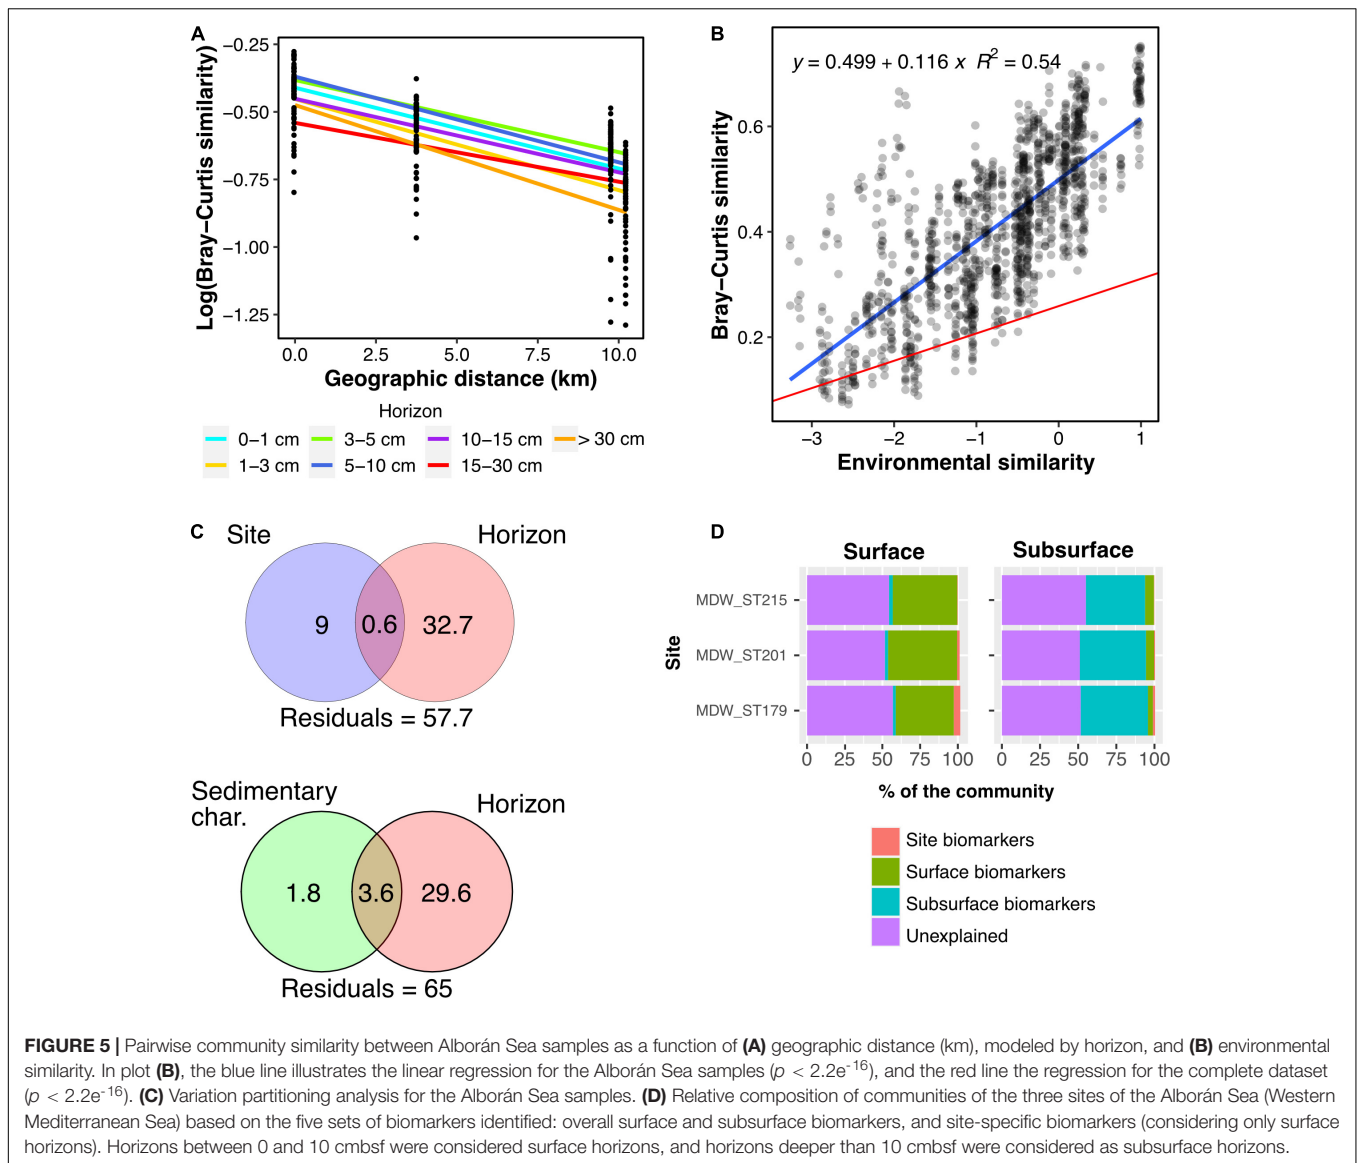 A
−0.25
−0.50
−0.75
−1.00
−1.25
Log(Bray−Curtis similarity)
0.0 2.5 5.0 7.5 10.0
Geographic distance (km)
Horizon
0−1 cm 3−5 cm 10−15 cm > 30 cm
1−3 cm 5−10 cm 15−30 cm
B
y = 0.499 + 0.116 x R² = 0.54
0.6
0.4
0.2
Bray−Curtis similarity
−3 −2 −1 0 1
Environmental similarity
C
Site Horizon
9 0.6 32.7
Residuals = 57.7
Sedimentary
char.
Horizon
1.8 3.6 29.6
Residuals = 65
D
Surface Subsurface
MDW_ST215
MDW_ST201
MDW_ST179
Site
0 25 50 75 100 0 25 50 75 100
% of the community
Site biomarkers
Surface biomarkers
Subsurface biomarkers
Unexplained
FIGURE 5 | Pairwise community similarity between Alborán Sea samples as a function of (A) geographic distance (km), modeled by horizon, and (B) environmental
similarity. In plot (B), the blue line illustrates the linear regression for the Alborán Sea samples (p < 2.2e-16), and the red line the regression for the complete dataset
(p < 2.2e-16). (C) Variation partitioning analysis for the Alborán Sea samples. (D) Relative composition of communities of the three sites of the Alborán Sea (Western
Mediterranean Sea) based on the five sets of biomarkers identified: overall surface and subsurface biomarkers, and site-specific biomarkers (considering only surface
horizons). Horizons between 0 and 10 cmbsf were considered surface horizons, and horizons deeper than 10 cmbsf were considered as subsurface horizons.